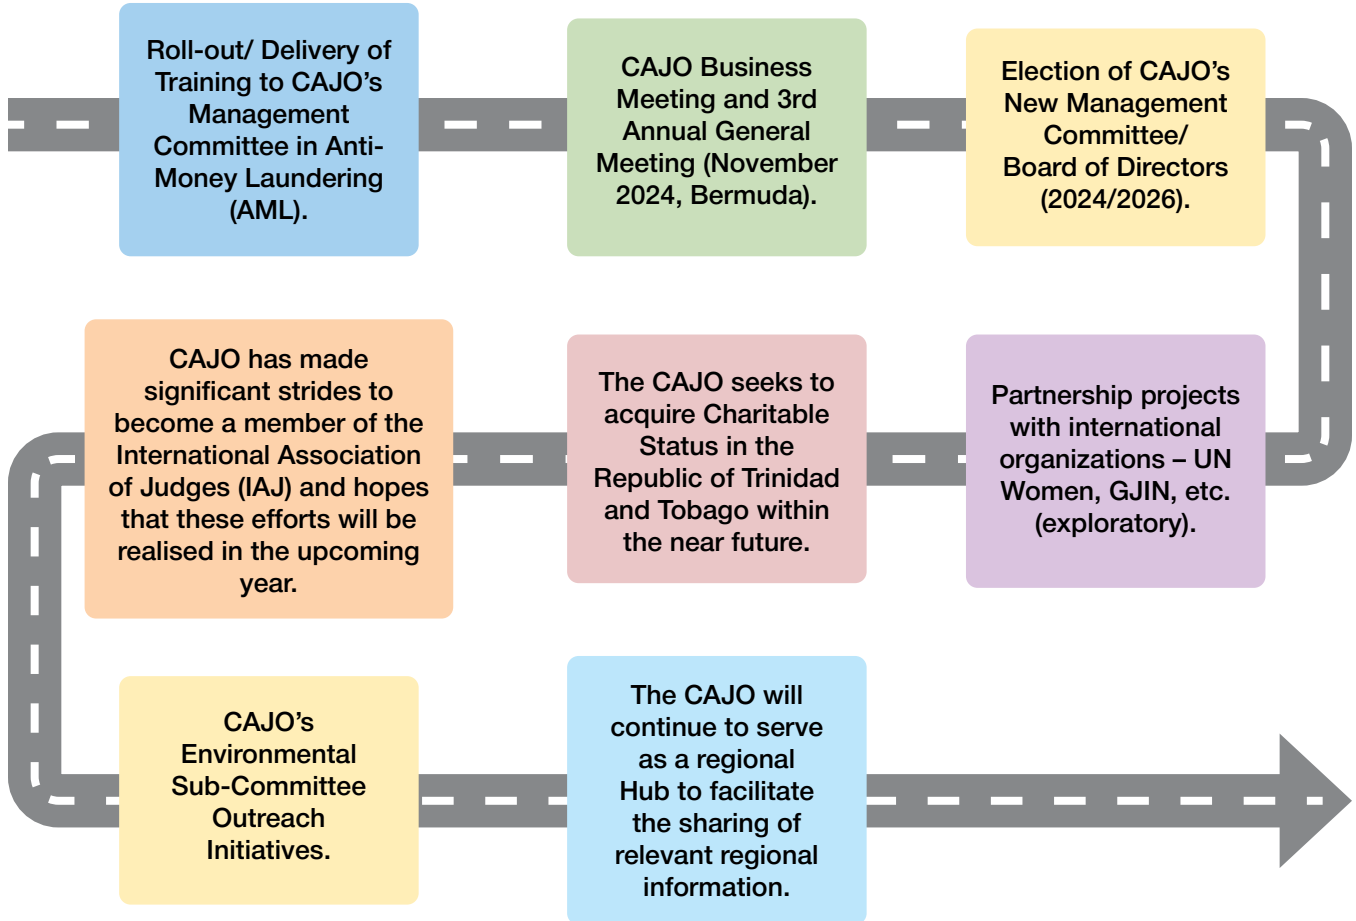 Roll-out/ Delivery of
Training to CAJO’s
Management
Committee in Anti-
Money Laundering
(AML).
CAJO Business
Meeting and 3rd
Annual General
Meeting (November
2024, Bermuda).
Election of CAJO’s
New Management
Committee/
Board of Directors
(2024/2026).
Partnership projects
with international
organizations – UN
Women, GJIN, etc.
(exploratory).
The CAJO seeks to
acquire Charitable
Status in the
Republic of Trinidad
and Tobago within
the near future.
CAJO has made
significant strides to
become a member of the
International Association
of Judges (IAJ) and hopes
that these efforts will be
realised in the upcoming
year.
CAJO’s
Environmental
Sub-Committee
Outreach
Initiatives.
The CAJO will
continue to serve
as a regional
Hub to facilitate
the sharing of
relevant regional
information.